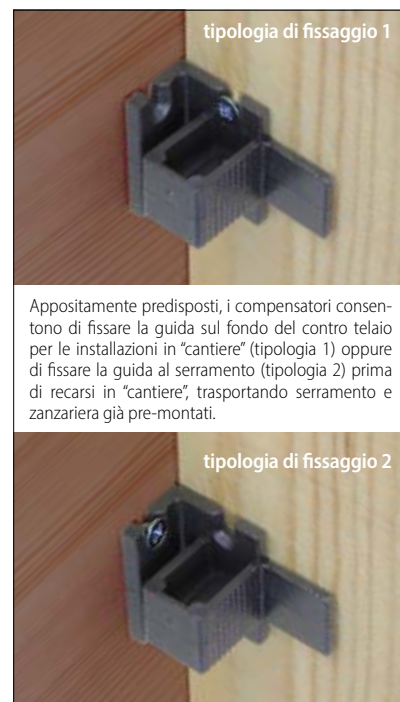 tipologia di fissaggio 1
Appositamente predisposti, i compensatori consen-
tono di fissare la guida sul fondo del contro telaio
per le installazioni in “cantiere” (tipologia 1) oppure
di fissare la guida al serramento (tipologia 2) prima
di recarsi in “cantiere”, trasportando serramento e
zanzariera già pre-montati.
tipologia di fissaggio 2